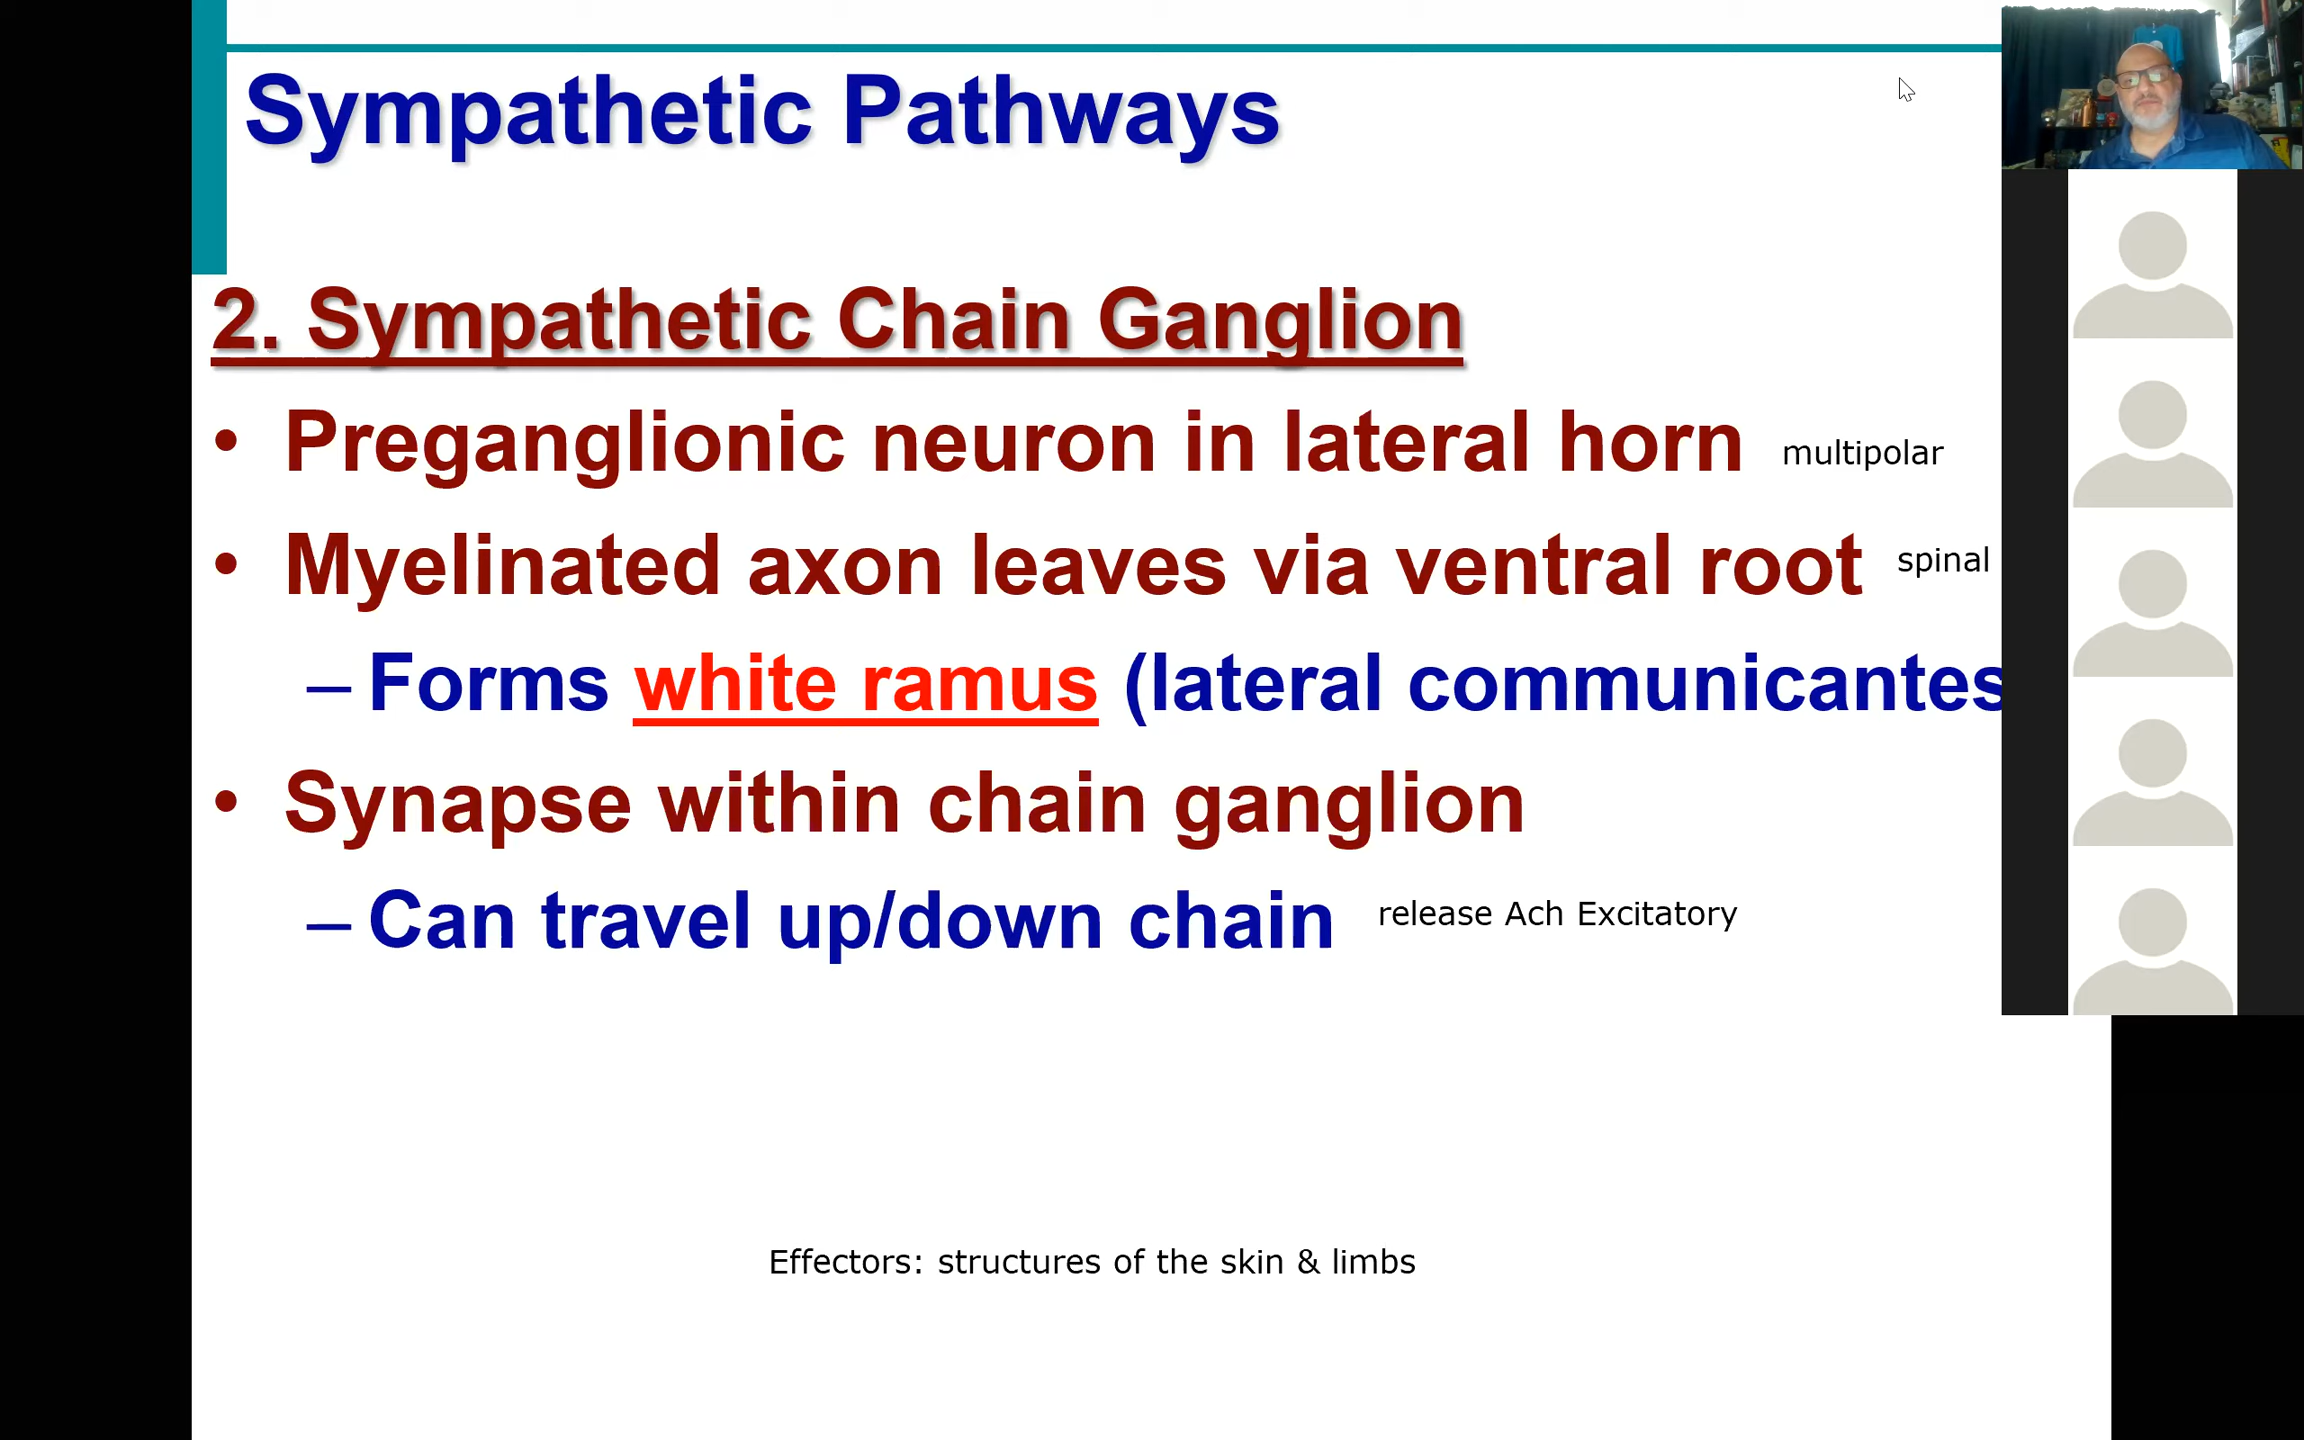 Sympathetic Pathways
2. Sympathetic Chain Ganglion
• Preganglionic neuron in lateral horn multipolar
• Myelinated axon leaves via ventral root spinal
– Forms white ramus (lateral communicantes
• Synapse within chain ganglion
– Can travel up/down chain release Ach Excitatory
Effectors: structures of the skin & limbs